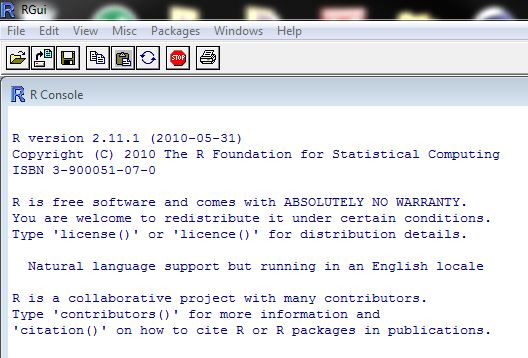 RGui
File Edit View Misc Packages Windows Help
STOP
R Console
R version 2.11.1 (2010-05-31)
Copyright (C) 2010 The R Foundation for Statistical Computing
ISBN 3-900051-07-0
R is free software and comes with ABSOLUTELY NO WARRANTY.
You are welcome to redistribute it under certain conditions.
Type 'license()' or 'licence()' for distribution details.
Natural language support but running in an English locale
R is a collaborative project with many contributors.
Type 'contributors()' for more information and
'citation()' on how to cite R or R packages in publications.